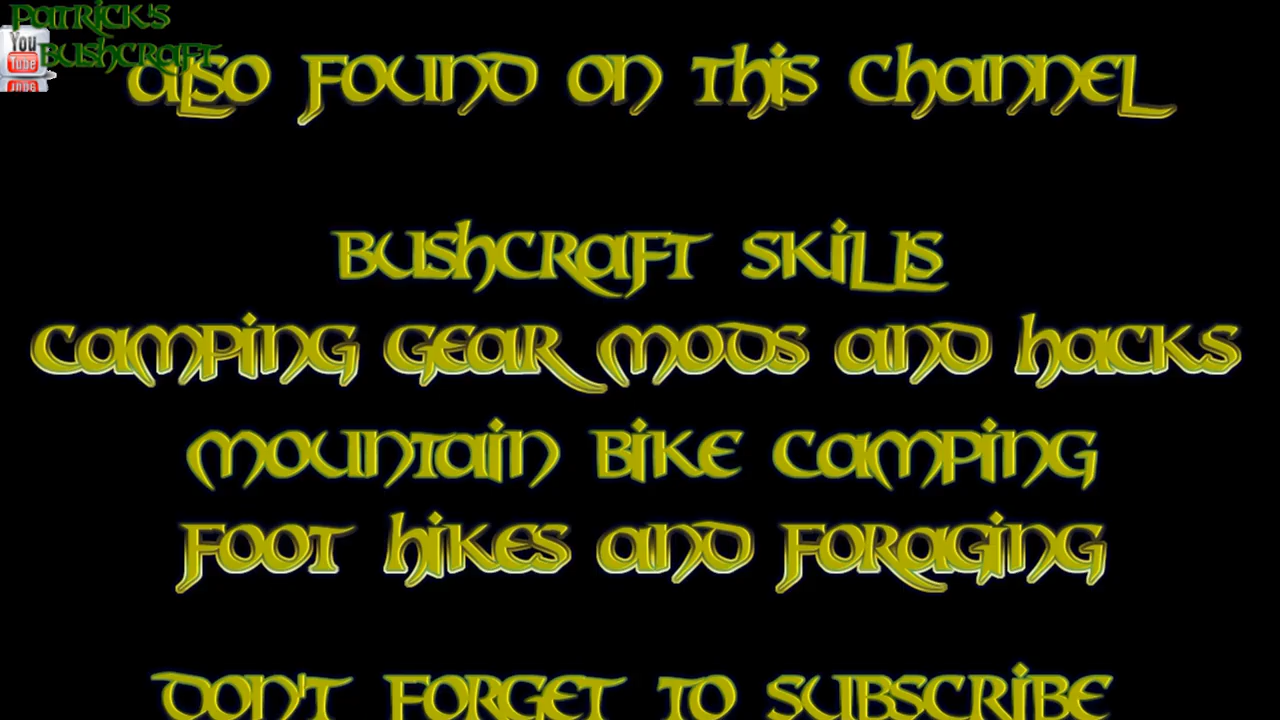 PATRICK'S
BUSHCRAFT
You
Tube
ALSO FOUND ON THIS CHANNEL
BUSHCRAFT SKILLS
CAMPING GEAR MODS AND HACKS
MOUNTAIN BIKE CAMPING
FOOT HIKES AND FORAGING
DON'T FORGET TO SUBSCRIBE